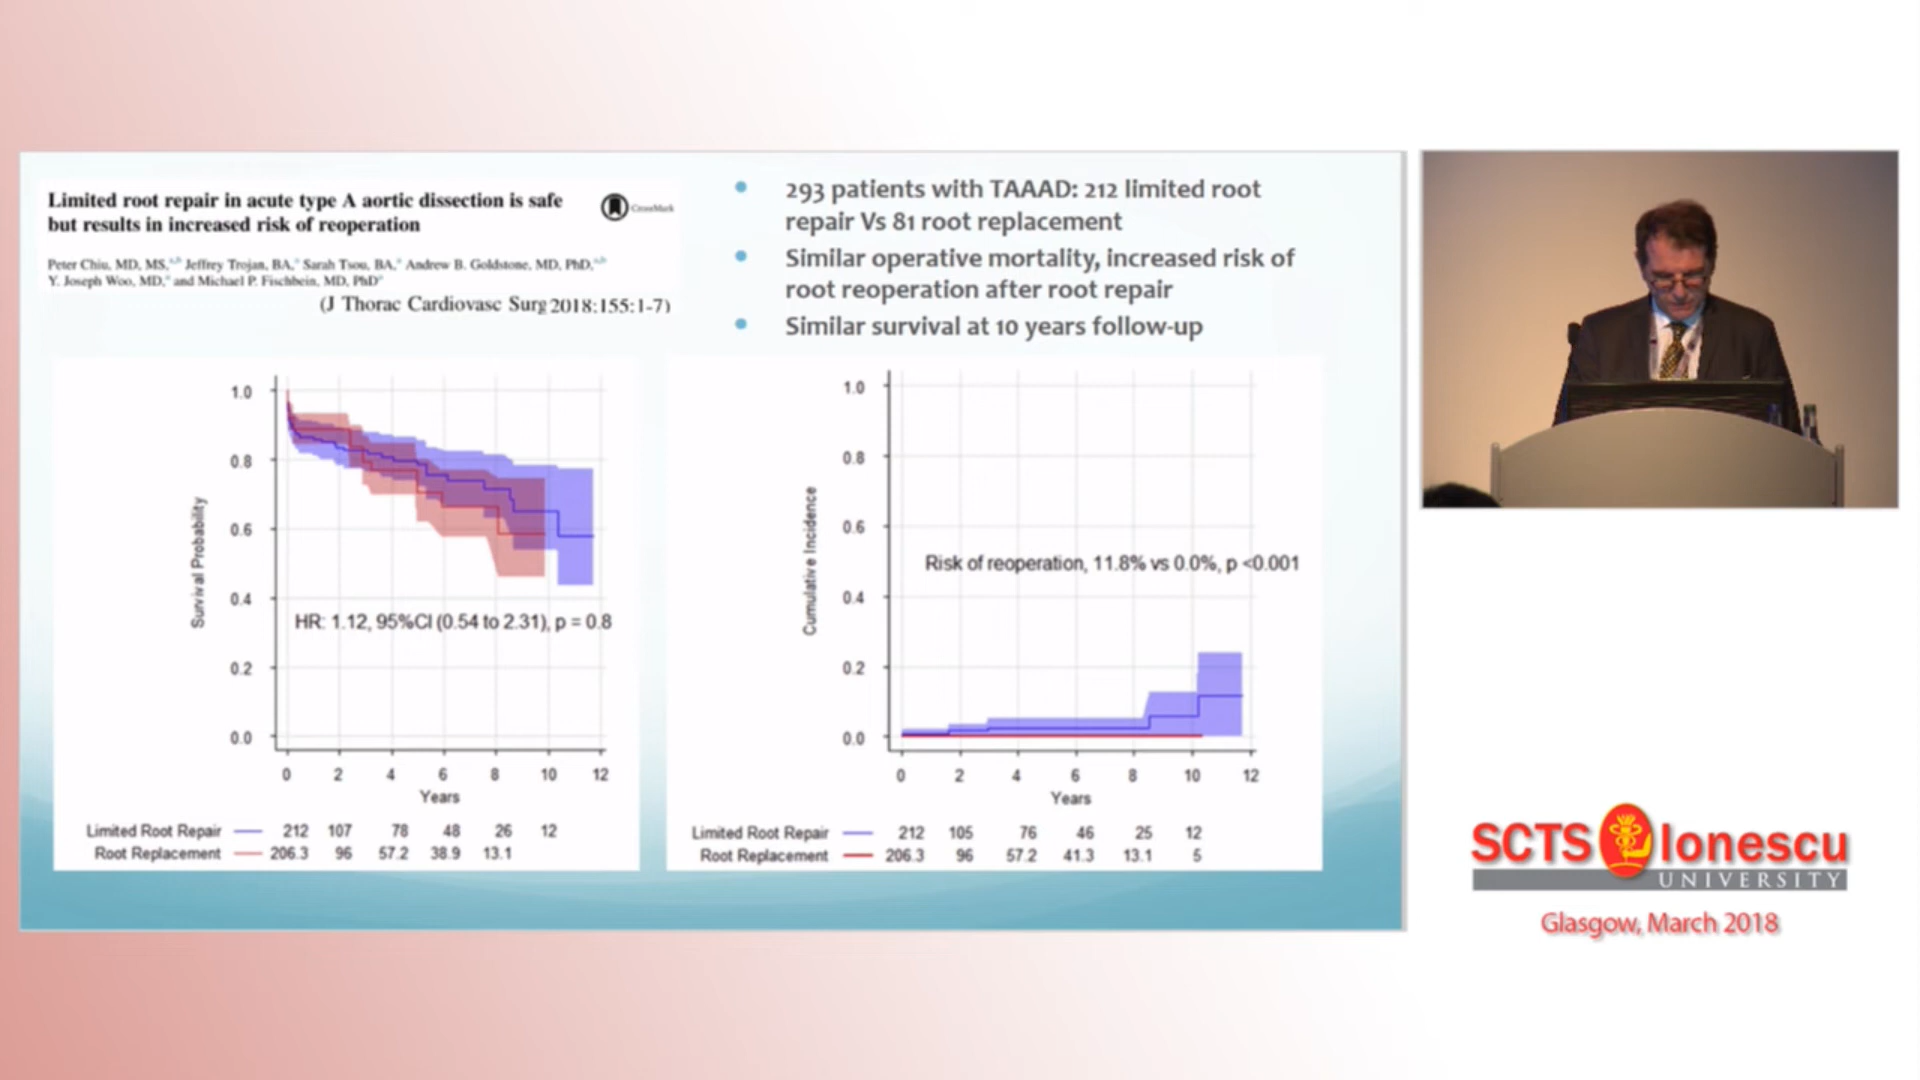 Limited root repair in acute type A aortic dissection is safe
but results in increased risk of reoperation
CrossMark
Peter Chiu, MD, MS, Jeffrey Trojan, BA, Sarah Tsou, BA, Andrew B. Goldstone, MD, PhD,
Y. Joseph Woo, MD, and Michael P. Fischbein, MD, PhD
(J Thorac Cardiovasc Surg 2018;155:1-7)
• 293 patients with TAAAD: 212 limited root
repair Vs 81 root replacement
• Similar operative mortality, increased risk of
root reoperation after root repair
• Similar survival at 10 years follow-up
Survival Probability
1.0
0.8
0.6
0.4
0.2
0.0
HR: 1.12, 95%CI (0.54 to 2.31), p = 0.8
0 2 4 6 8 10 12
Years
Limited Root Repair 212 107 78 48 26 12
Root Replacement 206.3 96 57.2 38.9 13.1
Cumulative Incidence
1.0
0.8
0.6
0.4
0.2
0.0
Risk of reoperation, 11.8% vs 0.0%, p <0.001
0 2 4 6 8 10 12
Years
Limited Root Repair 212 105 76 46 25 12
Root Replacement 206.3 96 57.2 41.3 13.1 5
SCTS Ionescu
UNIVERSITY
Glasgow, March 2018